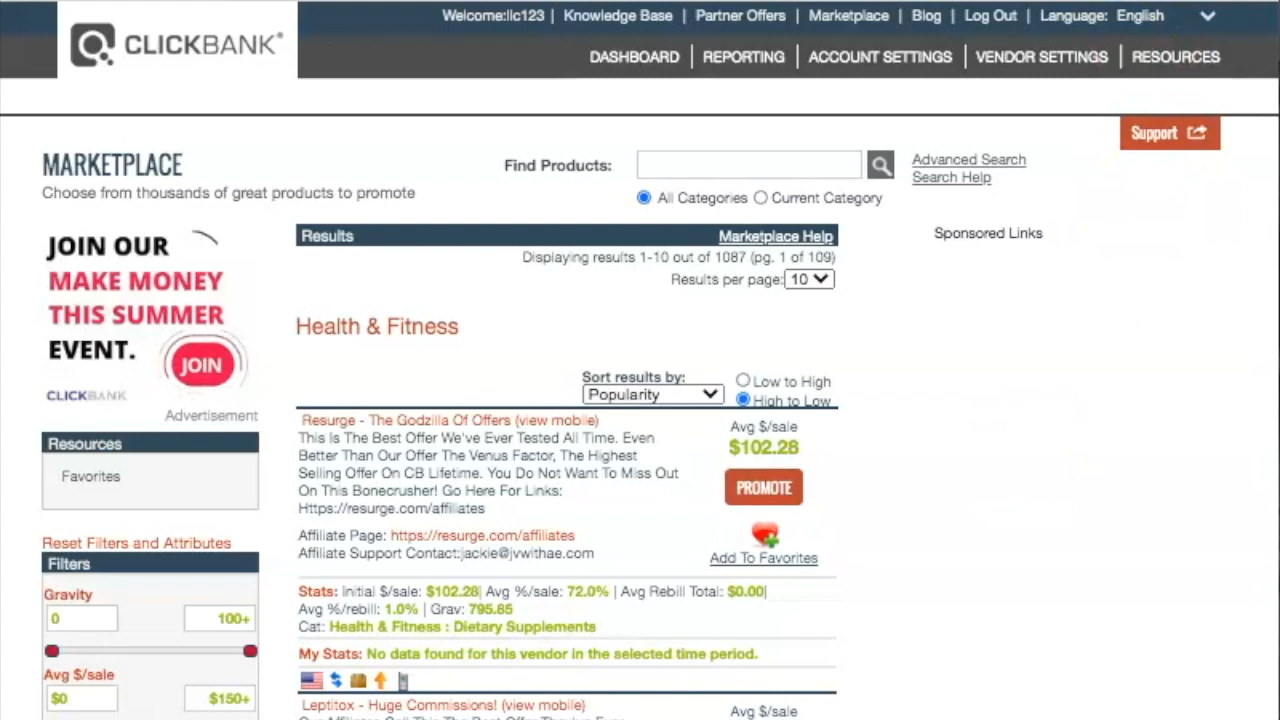 Welcome:llc123 | Knowledge Base | Partner Offers | Marketplace | Blog | Log Out | Language: English
CLICKBANK®
DASHBOARD | REPORTING | ACCOUNT SETTINGS | VENDOR SETTINGS | RESOURCES
Support
MARKETPLACE
Choose from thousands of great products to promote
Find Products:
Advanced Search
Search Help
All Categories Current Category
JOIN OUR
MAKE MONEY
THIS SUMMER
EVENT.
JOIN
CLICKBANK
Advertisement
Resources
Favorites
Reset Filters and Attributes
Filters
Gravity
0 100+
Avg $/sale
$0 $150+
Results Marketplace Help
Displaying results 1-10 out of 1087 (pg. 1 of 109)
Results per page: 10
Health & Fitness
Sort results by:
Popularity
Low to High
High to Low
Resurge - The Godzilla Of Offers (view mobile)
This Is The Best Offer We've Ever Tested All Time. Even
Better Than Our Offer The Venus Factor, The Highest
Selling Offer On CB Lifetime. You Do Not Want To Miss Out
On This Bonecrusher! Go Here For Links:
Https://resurge.com/affiliates
Affiliate Page: https://resurge.com/affiliates
Affiliate Support Contact:jackie@jvwithae.com
Avg $/sale
$102.28
PROMOTE
Add To Favorites
Stats: Initial $/sale: $102.28| Avg %/sale: 72.0% | Avg Rebill Total: $0.00|
Avg %/rebill: 1.0% | Grav: 795.85
Cat: Health & Fitness : Dietary Supplements
My Stats: No data found for this vendor in the selected time period.
Leptitox - Huge Commissions! (view mobile)
Avg $/sale
Sponsored Links